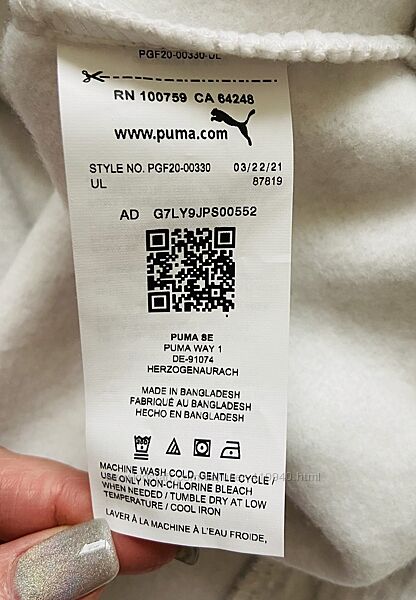 PGF20-00330-UL
RN 100759 CA 64248
www.puma.com
STYLE NO. PGF20-00330 03/22/21
UL 87819
AD G7LY9JPS00552
PUMA SE
PUMA WAY 1
DE-91074
HERZOGENAURACH
MADE IN BANGLADESH
FABRIQUÉ AU BANGLADESH
HECHO EN BANGLADESH
MACHINE WASH COLD, GENTLE CYCLE /
USE ONLY NON-CHLORINE BLEACH
WHEN NEEDED / TUMBLE DRY AT LOW
TEMPERATURE / COOL IRON
LAVER À LA MACHINE À L'EAU FROIDE,